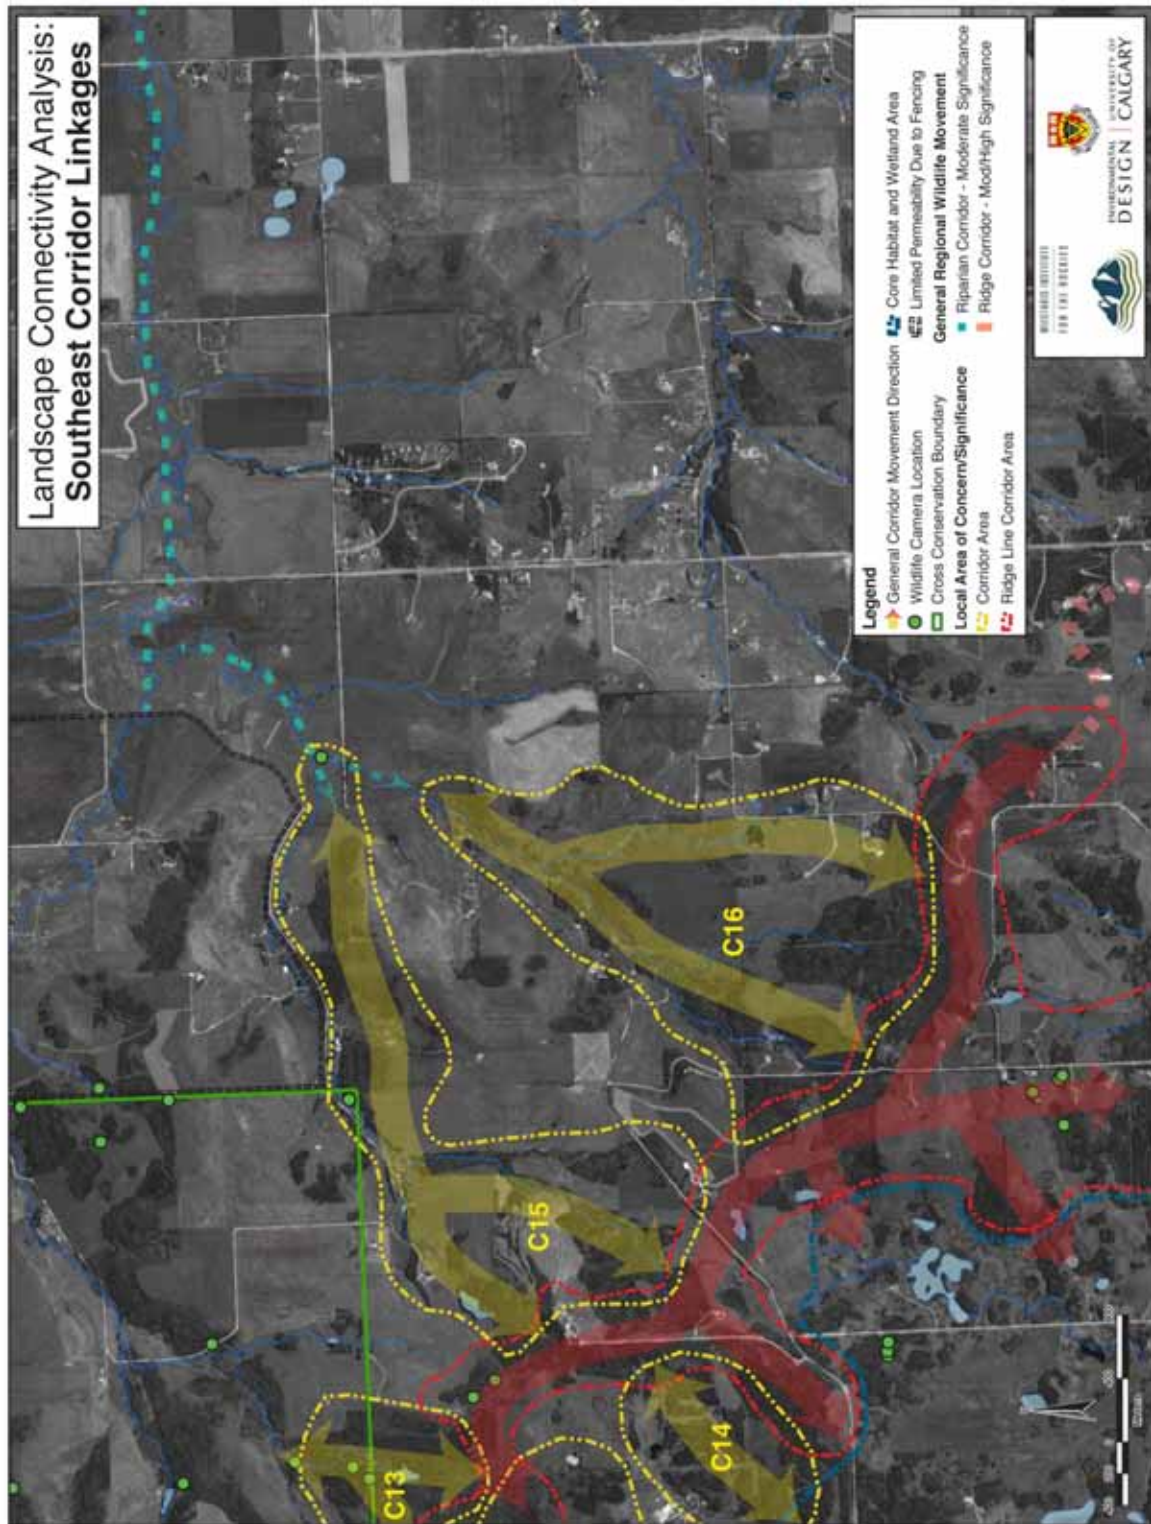 Landscape Connectivity Analysis:
Southeast Corridor Linkages
C13
C14
C15
C16
Legend
General Corridor Movement Direction
Wildlife Camera Location
Cross Conservation Boundary
Local Area of Concern/Significance
Corridor Area
Ridge Line Corridor Area
Core Habitat and Wetland Area
Limited Permeability Due to Fencing
General Regional Wildlife Movement
Riparian Corridor - Moderate Significance
Ridge Corridor - Mod/High Significance
FOR THE ROCKIES
ENVIRONMENTAL
DESIGN
UNIVERSITY OF
CALGARY